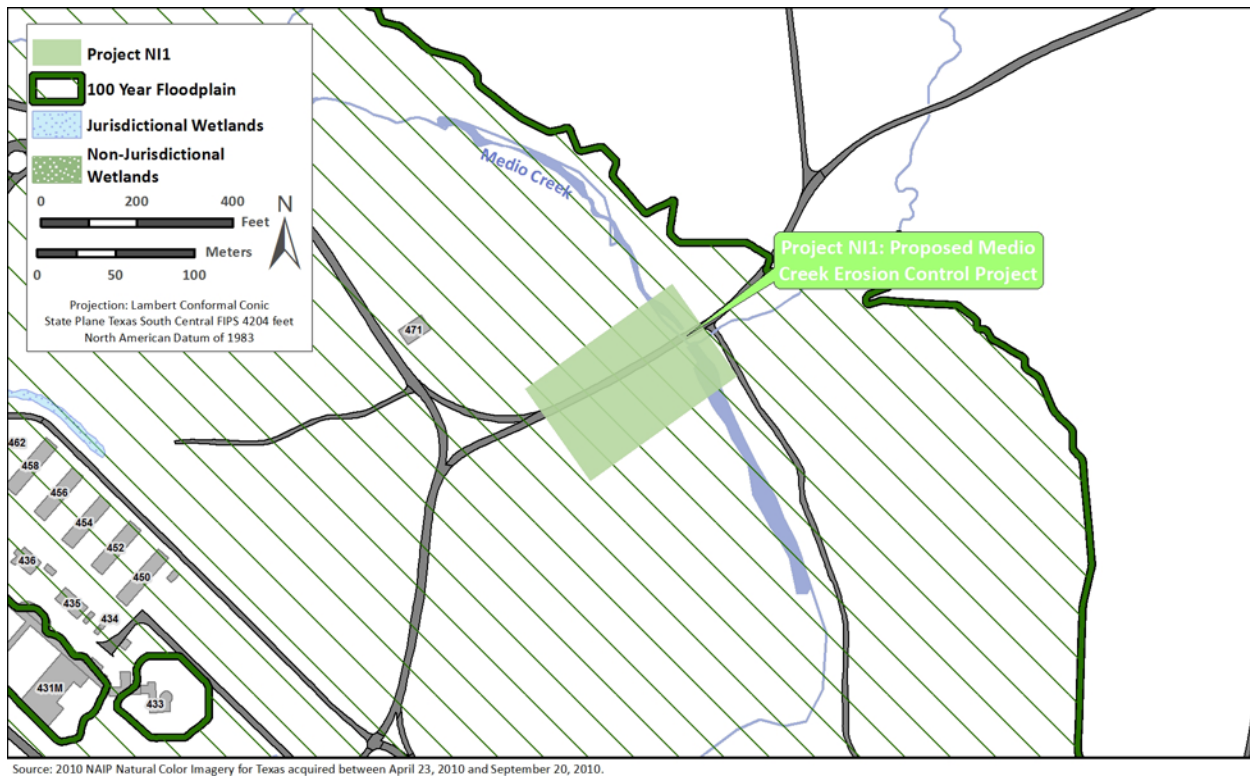 Project NI1
100 Year Floodplain
Jurisdictional Wetlands
Non-Jurisdictional
Wetlands
0 200 400
Feet
N
Meters
0 50 100
Projection: Lambert Conformal Conic
State Plane Texas South Central FIPS 4204 feet
North American Datum of 1983
Medio Creek
Project NI1: Proposed Medio
Creek Erosion Control Project
471
462
458
456
454
452
450
436
435
434
431M
433
Source: 2010 NAIP Natural Color Imagery for Texas acquired between April 23, 2010 and September 20, 2010.